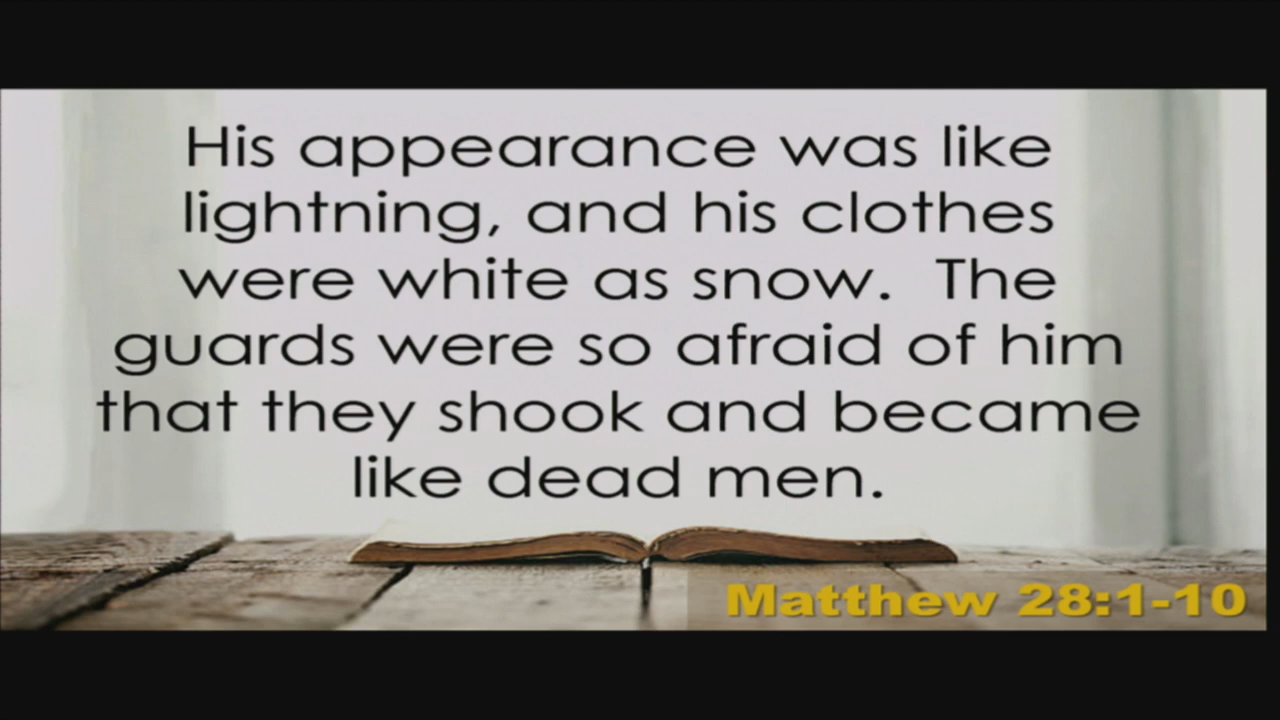 His appearance was like
lightning, and his clothes
were white as snow.  The
guards were so afraid of him
that they shook and became
like dead men.
Matthew 28:1-10